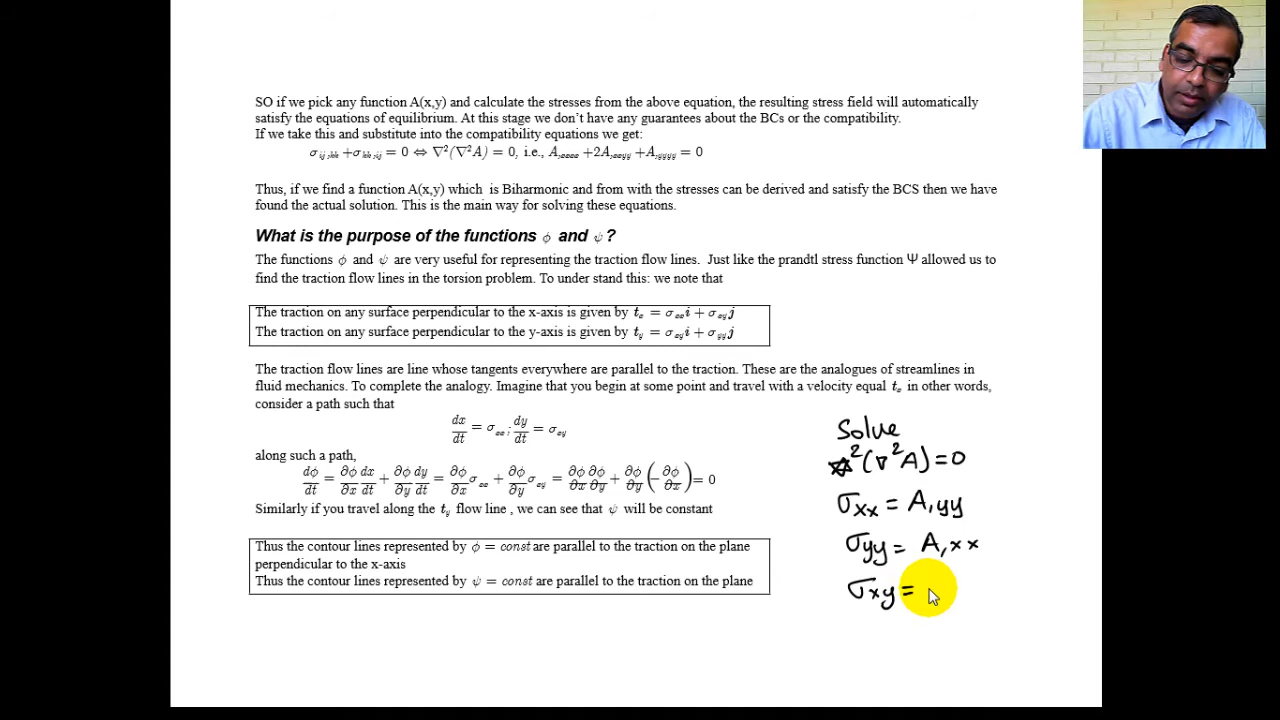 SO if we pick any function A(x,y) and calculate the stresses from the above equation, the resulting stress field will automatically
satisfy the equations of equilibrium. At this stage we don't have any guarantees about the BCs or the compatibility.
If we take this and substitute into the compatibility equations we get:
σij,kk + σkk,ij = 0 ⇔ ∇²(∇²A) = 0, i.e., A,xxxx +2A,xxyy +A,yyyy = 0
Thus, if we find a function A(x,y) which is Biharmonic and from with the stresses can be derived and satisfy the BCS then we have
found the actual solution. This is the main way for solving these equations.
What is the purpose of the functions ϕ and ψ?
The functions ϕ and ψ are very useful for representing the traction flow lines. Just like the prandtl stress function Ψ allowed us to
find the traction flow lines in the torsion problem. To under stand this: we note that
The traction on any surface perpendicular to the x-axis is given by tx = σxx i + σxy j
The traction on any surface perpendicular to the y-axis is given by ty = σxy i + σyy j
The traction flow lines are line whose tangents everywhere are parallel to the traction. These are the analogues of streamlines in
fluid mechanics. To complete the analogy. Imagine that you begin at some point and travel with a velocity equal tx in other words,
consider a path such that
dx/dt = σxx; dy/dt = σxy
along such a path,
dϕ/dt = ∂ϕ/∂x dx/dt + ∂ϕ/∂y dy/dt = ∂ϕ/∂x σxx + ∂ϕ/∂y σxy = ∂ϕ/∂x ∂ϕ/∂y + ∂ϕ/∂y (−∂ϕ/∂x) = 0
Similarly if you travel along the ty flow line , we can see that ψ will be constant
Thus the contour lines represented by ϕ = const are parallel to the traction on the plane
perpendicular to the x-axis
Thus the contour lines represented by ψ = const are parallel to the traction on the plane
Solve
∇²(∇²A)=0
σxx = A,yy
σyy = A,xx
σxy =